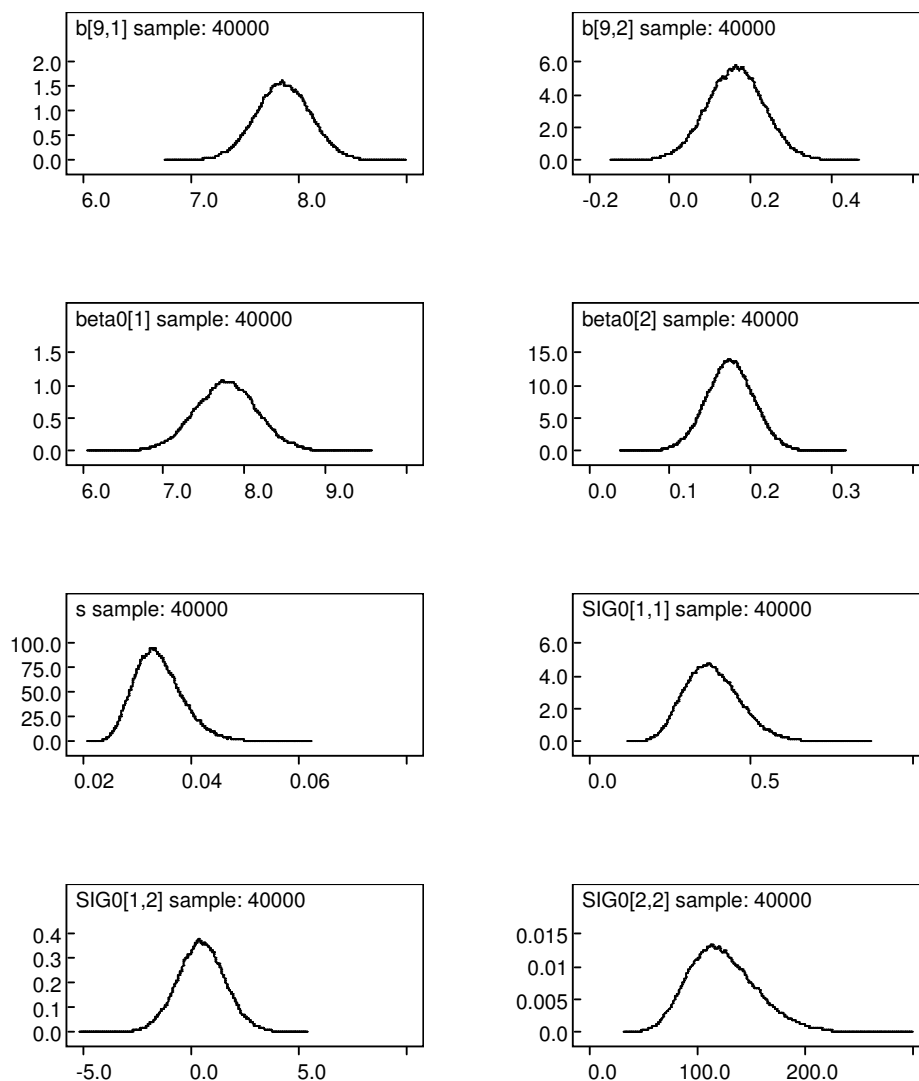 b[9,1] sample: 40000
2.0
1.5
1.0
0.5
0.0
6.0 7.0 8.0
b[9,2] sample: 40000
6.0
4.0
2.0
0.0
-0.2 0.0 0.2 0.4
beta0[1] sample: 40000
1.5
1.0
0.5
0.0
6.0 7.0 8.0 9.0
beta0[2] sample: 40000
15.0
10.0
5.0
0.0
0.0 0.1 0.2 0.3
s sample: 40000
100.0
75.0
50.0
25.0
0.0
0.02 0.04 0.06
SIG0[1,1] sample: 40000
6.0
4.0
2.0
0.0
0.0 0.5
SIG0[1,2] sample: 40000
0.4
0.3
0.2
0.1
0.0
-5.0 0.0 5.0
SIG0[2,2] sample: 40000
0.015
0.01
0.005
0.0
0.0 100.0 200.0